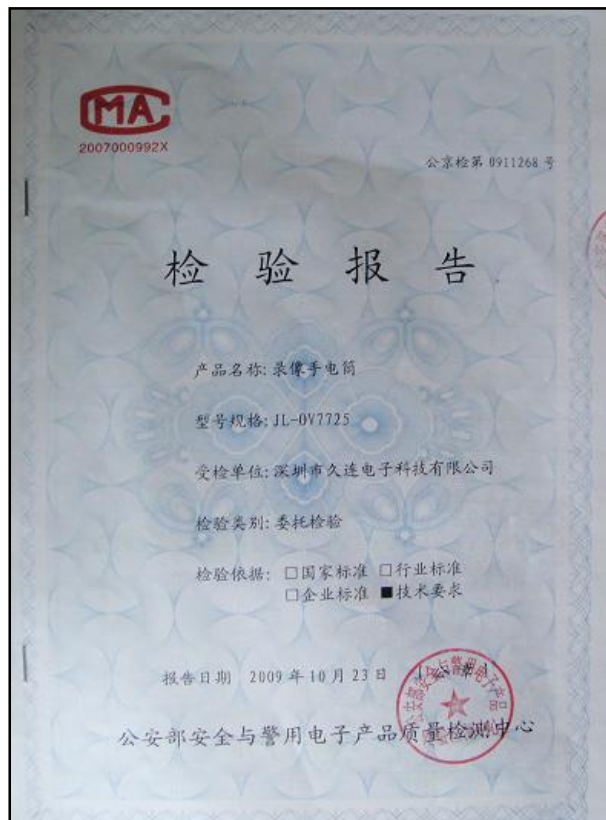 CMA
2007000992X
公京检第 0911268 号
检 验 报 告
产品名称: 录像手电筒
型号规格: JL-OV7725
受检单位: 深圳市久连电子科技有限公司
检验类别: 委托检验
检验依据: □国家标准 □行业标准
□企业标准 ■技术要求
报告日期 2009 年 10 月 23 日
公安部安全与警用电子产品质量检测中心